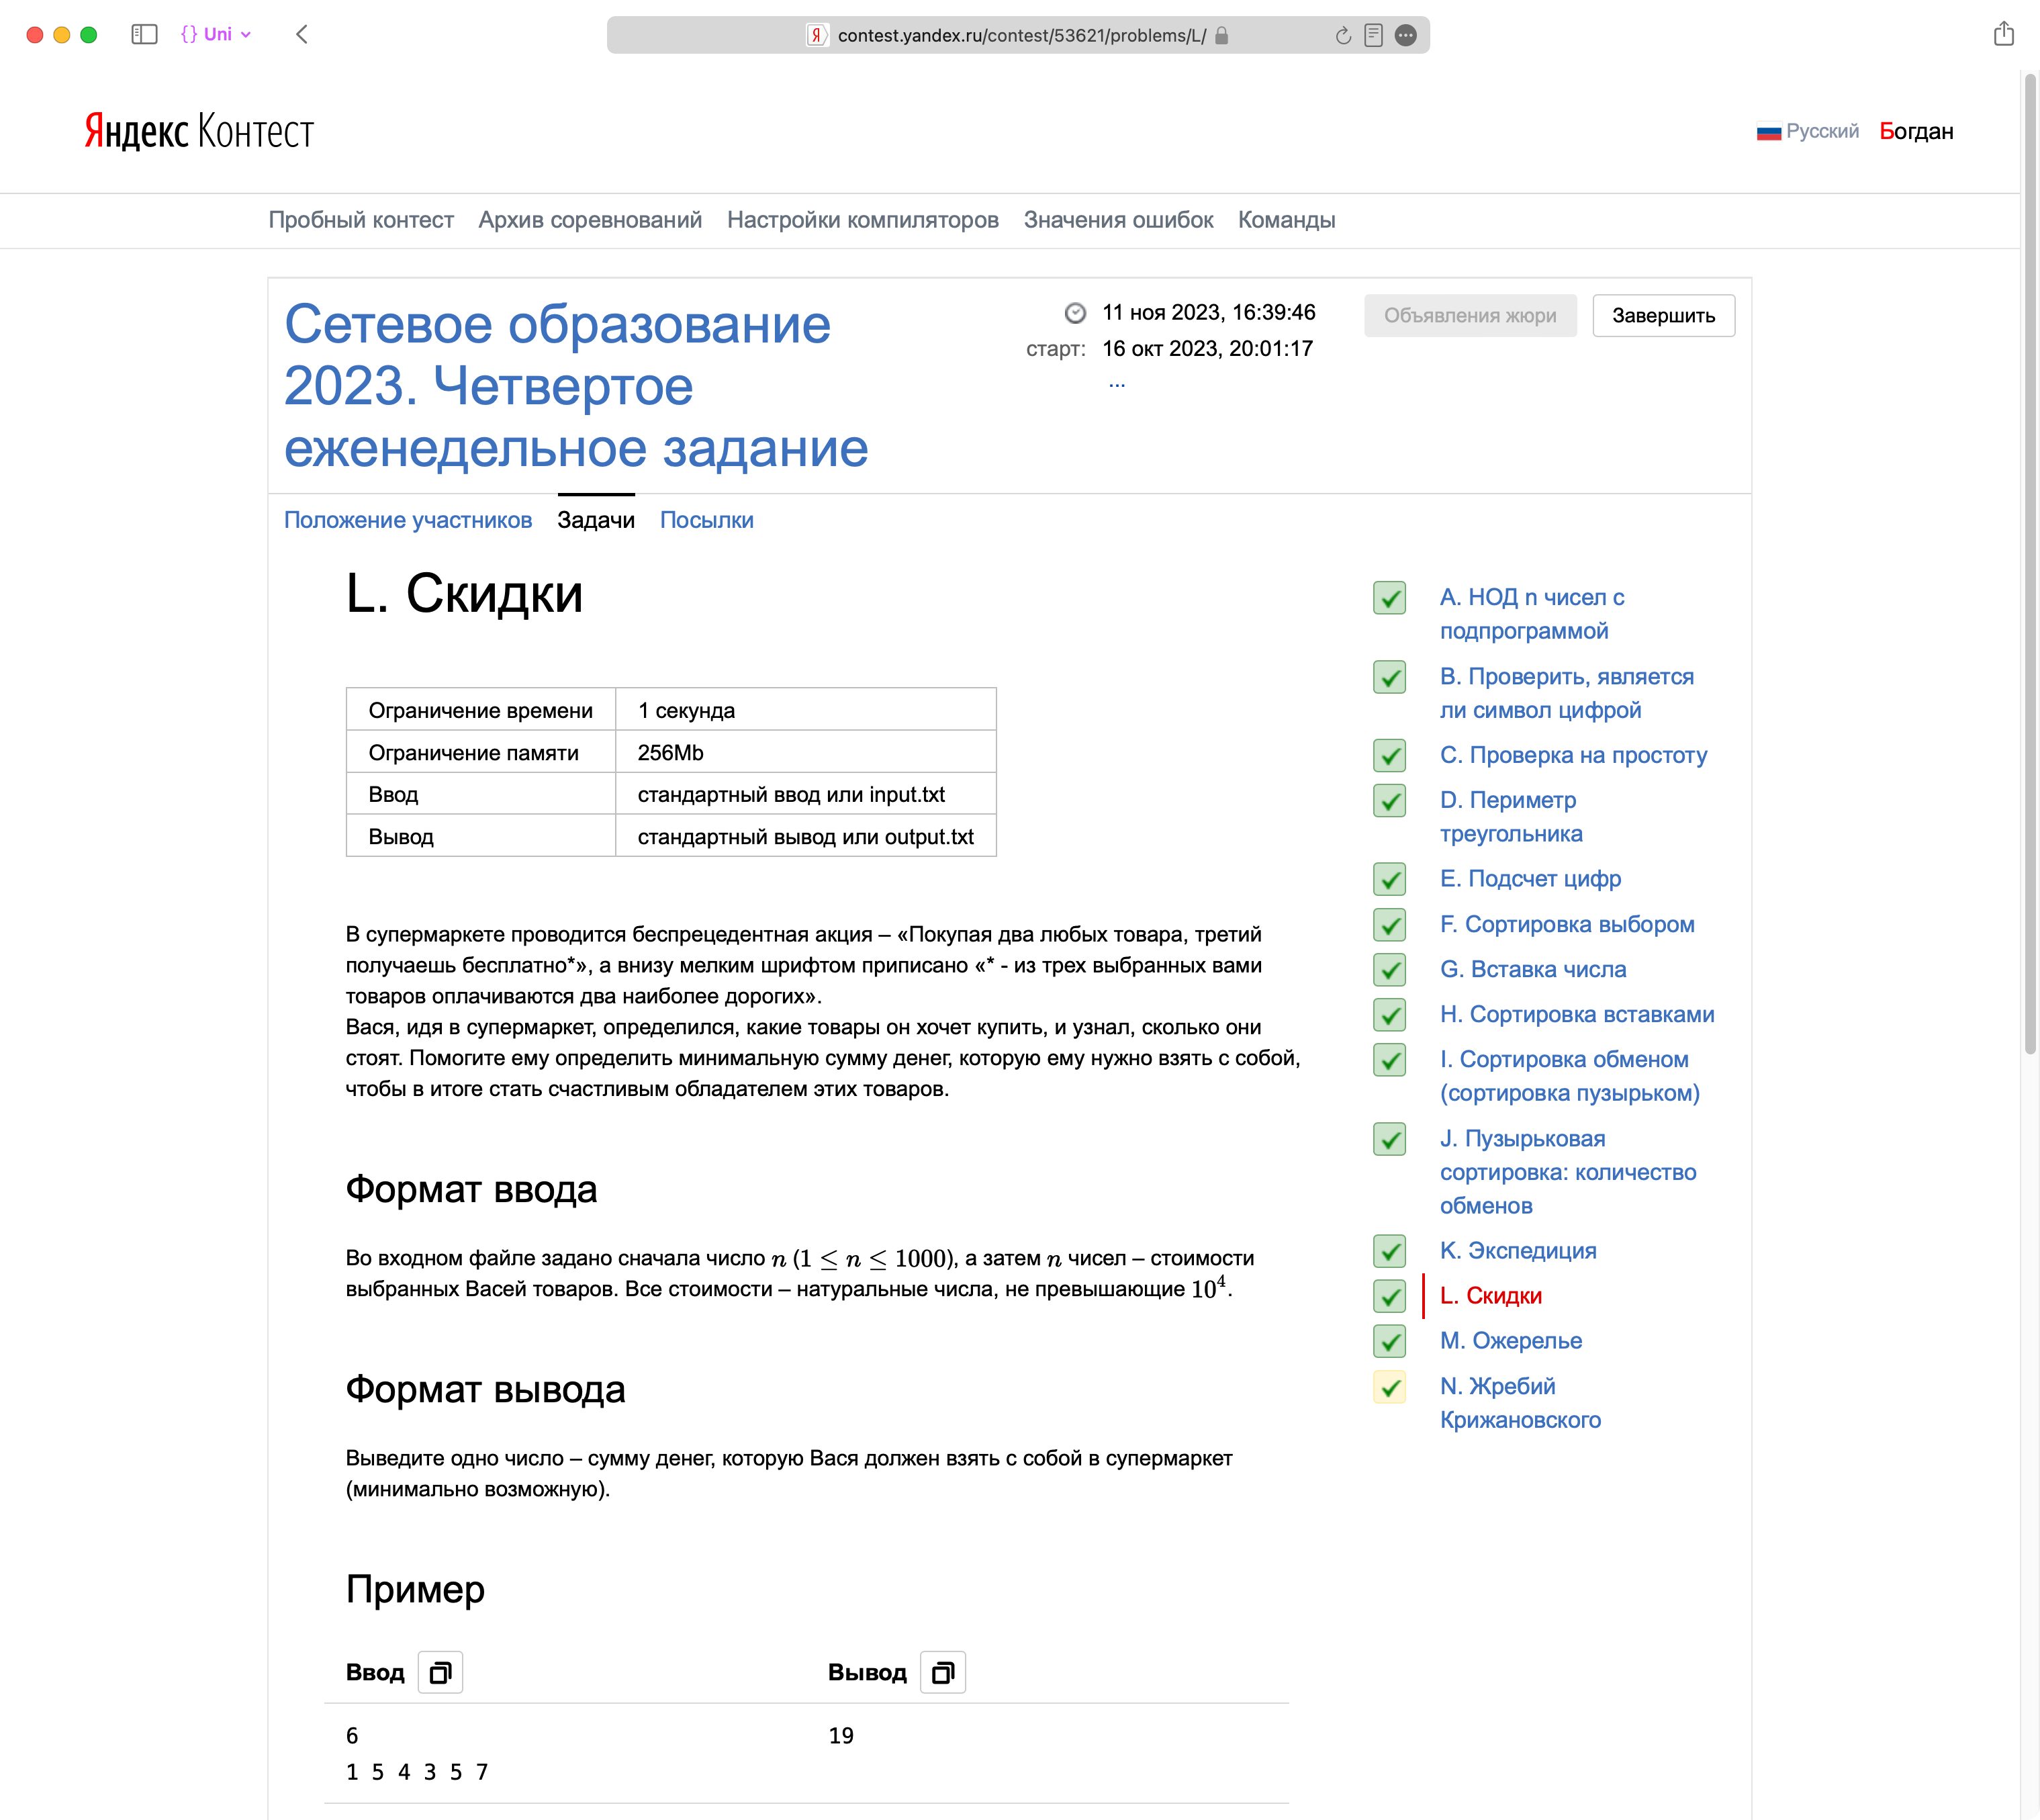 {} Uni
contest.yandex.ru/contest/53621/problems/L/
Яндекс Контест
Русский Богдан
Пробный контест Архив соревнований Настройки компиляторов Значения ошибок Команды
Сетевое образование
2023. Четвертое
еженедельное задание
11 ноя 2023, 16:39:46
старт: 16 окт 2023, 20:01:17
...
Объявления жюри Завершить
Положение участников Задачи Посылки
L. Скидки
Ограничение времени 1 секунда
Ограничение памяти 256Mb
Ввод стандартный ввод или input.txt
Вывод стандартный вывод или output.txt
В супермаркете проводится беспрецедентная акция – «Покупая два любых товара, третий
получаешь бесплатно*», а внизу мелким шрифтом приписано «* - из трех выбранных вами
товаров оплачиваются два наиболее дорогих».
Вася, идя в супермаркет, определился, какие товары он хочет купить, и узнал, сколько они
стоят. Помогите ему определить минимальную сумму денег, которую ему нужно взять с собой,
чтобы в итоге стать счастливым обладателем этих товаров.
Формат ввода
Во входном файле задано сначала число n (1 ≤ n ≤ 1000), а затем n чисел – стоимости
выбранных Васей товаров. Все стоимости – натуральные числа, не превышающие 10⁴.
Формат вывода
Выведите одно число – сумму денег, которую Вася должен взять с собой в супермаркет
(минимально возможную).
Пример
Ввод Вывод
6 19
1 5 4 3 5 7
A. НОД n чисел с
подпрограммой
B. Проверить, является
ли символ цифрой
C. Проверка на простоту
D. Периметр
треугольника
E. Подсчет цифр
F. Сортировка выбором
G. Вставка числа
H. Сортировка вставками
I. Сортировка обменом
(сортировка пузырьком)
J. Пузырьковая
сортировка: количество
обменов
K. Экспедиция
L. Скидки
M. Ожерелье
N. Жребий
Крижановского